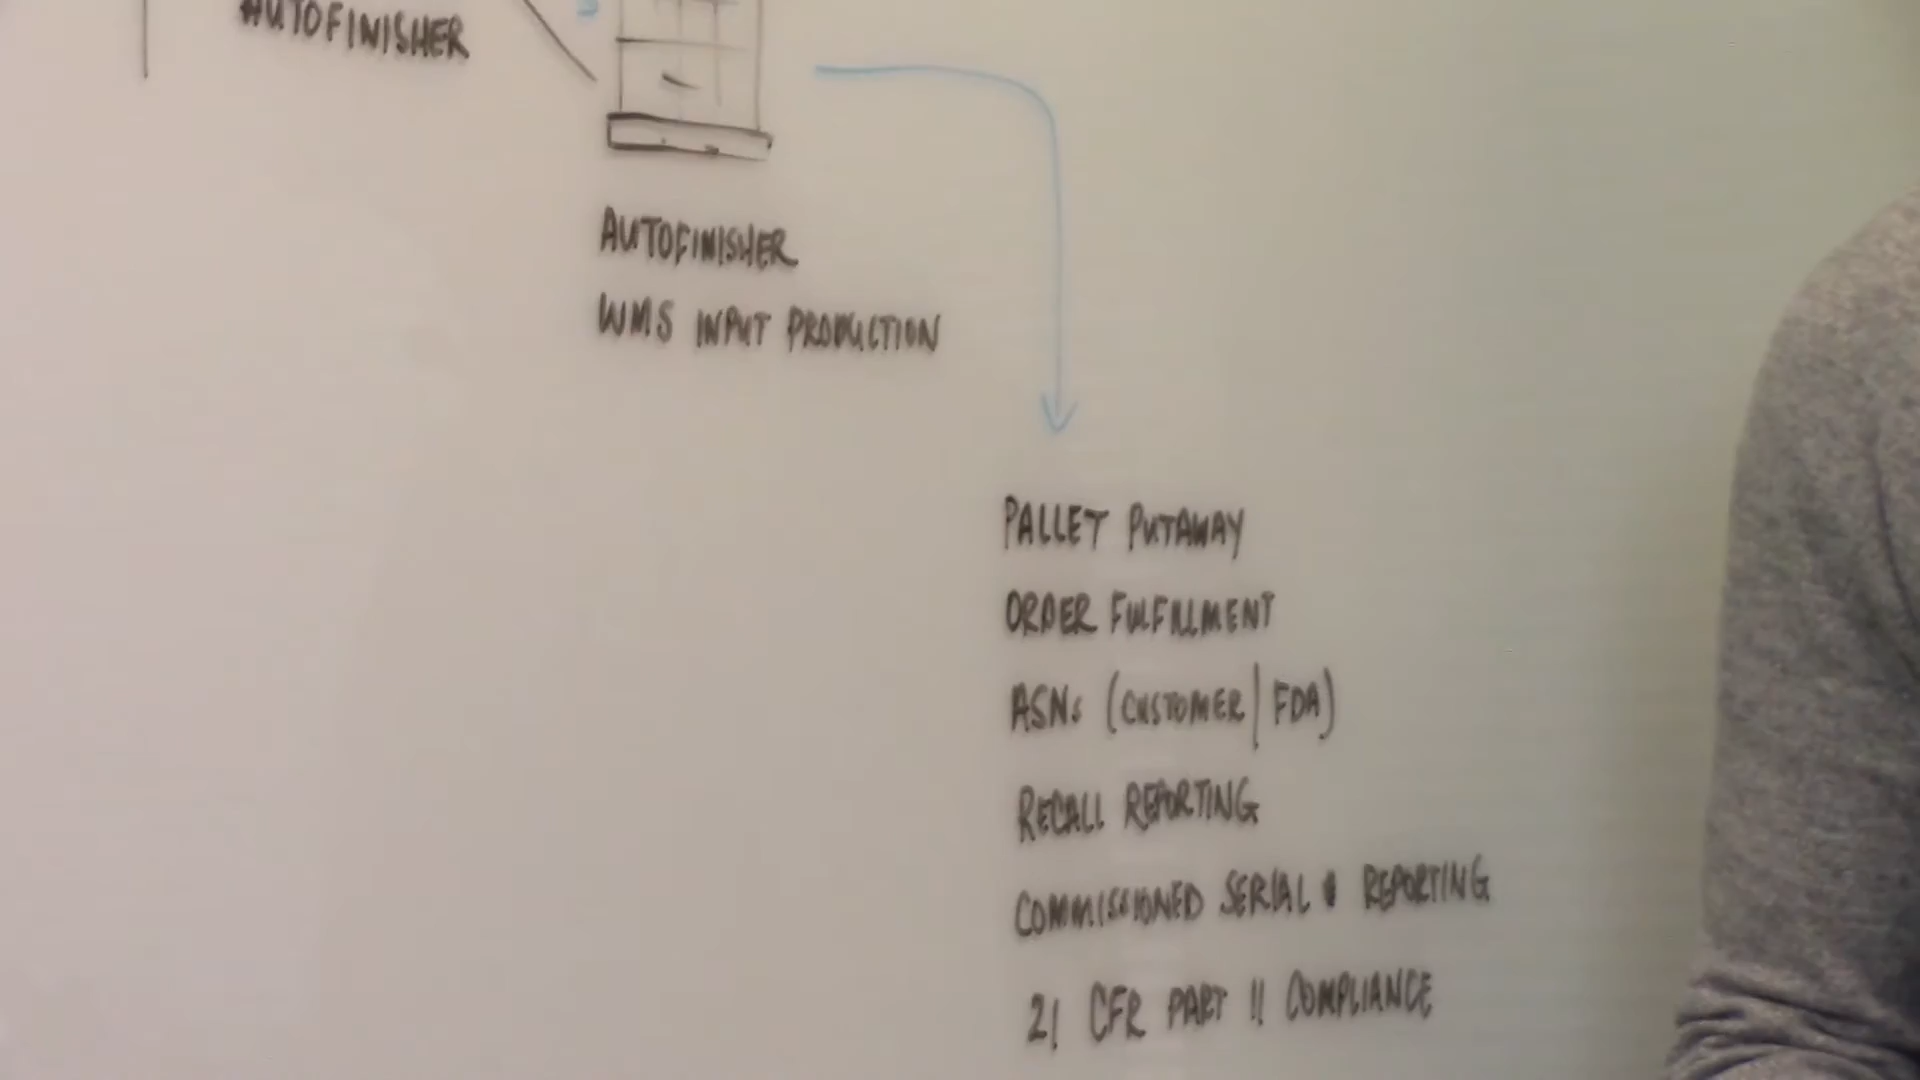 AUTOFINISHER
AUTOFINISHER
WMS INPUT PRODUCTION
PALLET PUTAWAY
ORDER FULFILLMENT
ASNs (CUSTOMER | FDA)
RECALL REPORTING
COMMISSIONED SERIAL # REPORTING
21 CFR PART 11 COMPLIANCE